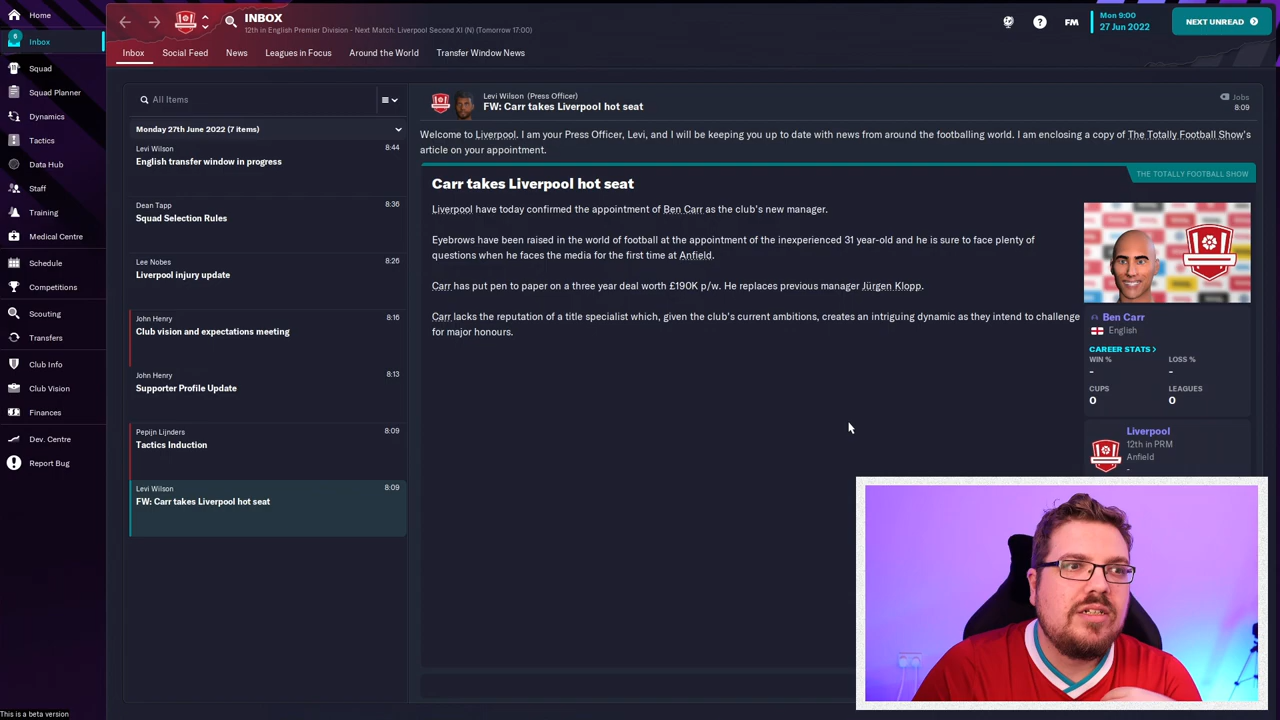 Home
6
Inbox
Squad
Squad Planner
Dynamics
Tactics
Data Hub
Staff
Training
Medical Centre
Schedule
Competitions
Scouting
Transfers
Club Info
Club Vision
Finances
Dev. Centre
Report Bug
This is a beta version
INBOX
12th in English Premier Division - Next Match: Liverpool Second XI (N) (Tomorrow 17:00)
?
FM
Mon 9:00
27 Jun 2022
NEXT UNREAD
Inbox
Social Feed
News
Leagues in Focus
Around the World
Transfer Window News
All Items
Monday 27th June 2022 (7 items)
Levi Wilson 8:44
English transfer window in progress
Dean Tapp 8:36
Squad Selection Rules
Lee Nobes 8:26
Liverpool injury update
John Henry 8:16
Club vision and expectations meeting
John Henry 8:13
Supporter Profile Update
Pepijn Lijnders 8:09
Tactics Induction
Levi Wilson 8:09
FW: Carr takes Liverpool hot seat
Levi Wilson (Press Officer)
FW: Carr takes Liverpool hot seat
Jobs
8:09
Welcome to Liverpool. I am your Press Officer, Levi, and I will be keeping you up to date with news from around the footballing world. I am enclosing a copy of The Totally Football Show's
article on your appointment.
THE TOTALLY FOOTBALL SHOW
Carr takes Liverpool hot seat
Liverpool have today confirmed the appointment of Ben Carr as the club's new manager.
Eyebrows have been raised in the world of football at the appointment of the inexperienced 31 year-old and he is sure to face plenty of
questions when he faces the media for the first time at Anfield.
Carr has put pen to paper on a three year deal worth £190K p/w. He replaces previous manager Jürgen Klopp.
Carr lacks the reputation of a title specialist which, given the club's current ambitions, creates an intriguing dynamic as they intend to challenge
for major honours.
Ben Carr
English
CAREER STATS >
WIN % LOSS %
- -
CUPS LEAGUES
0 0
Liverpool
12th in PRM
Anfield
-